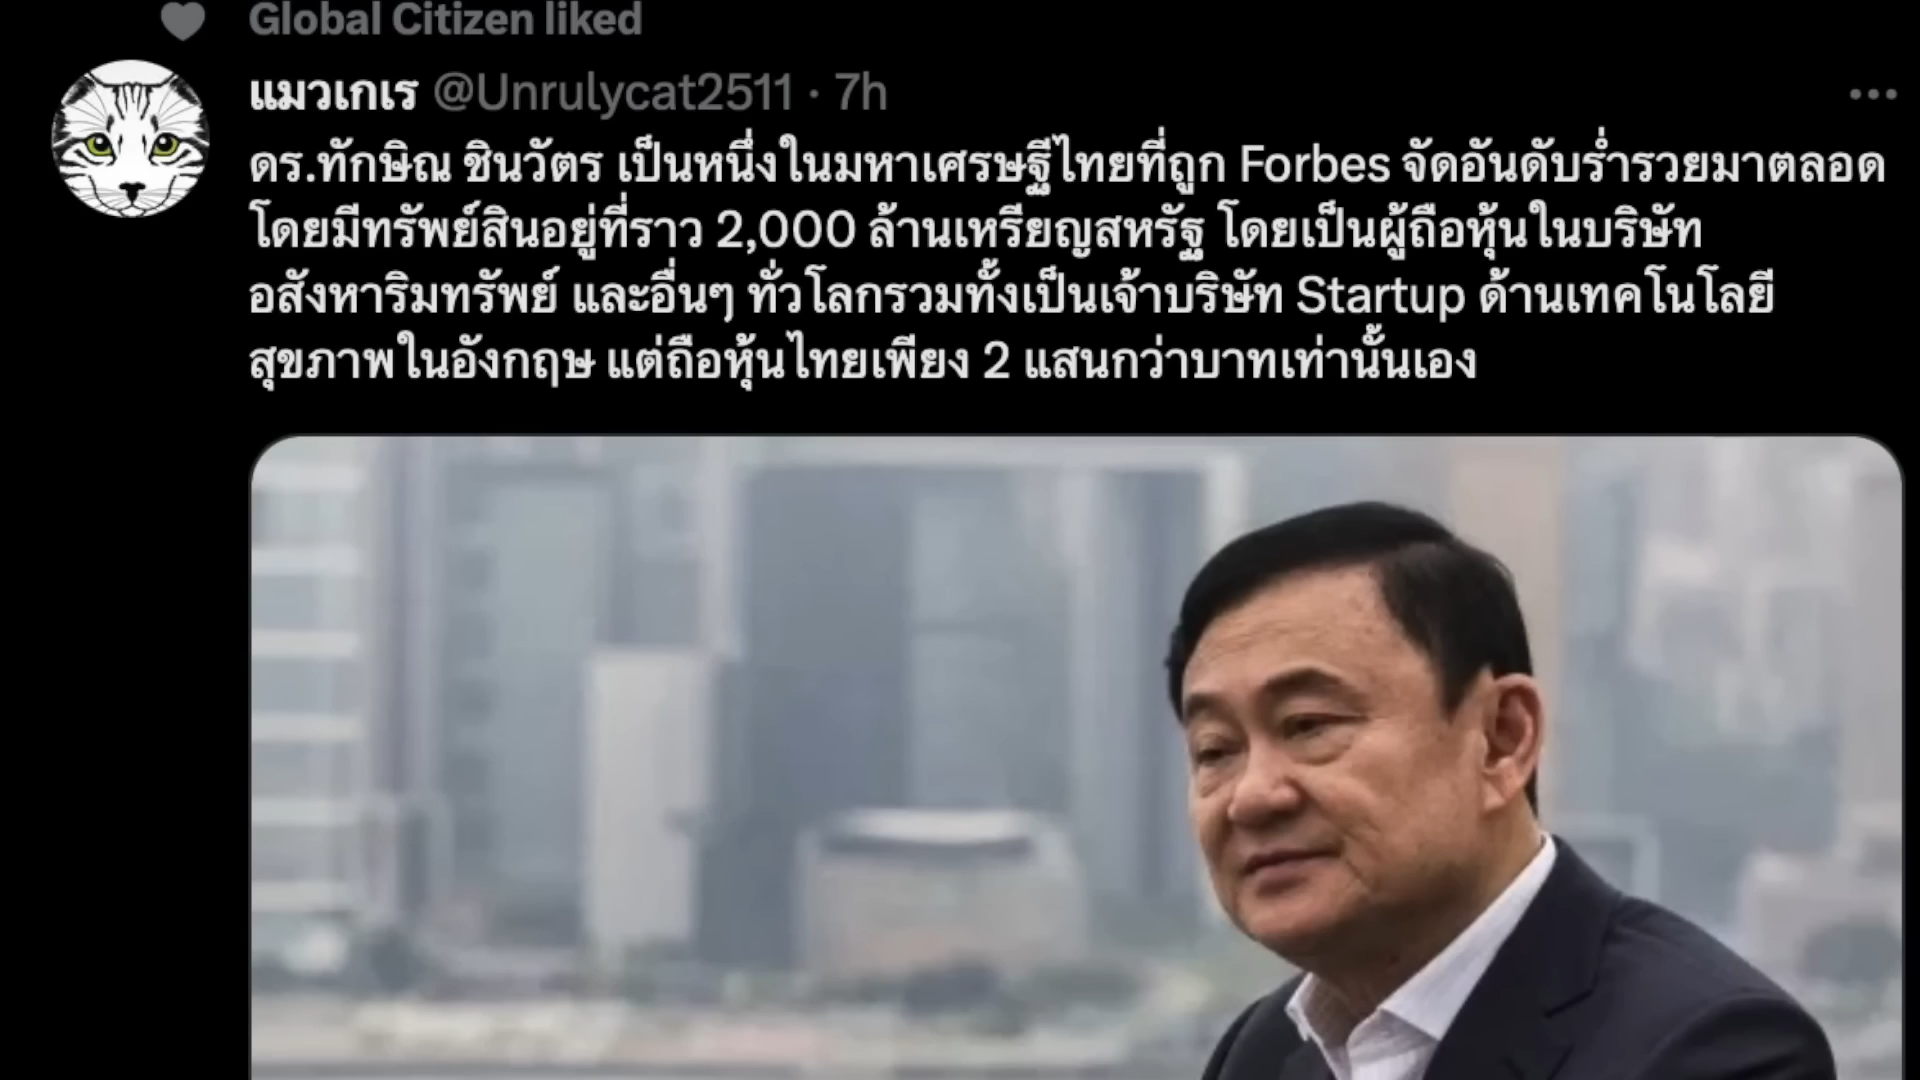 Global Citizen liked
แมวเกเร @Unrulycat2511 · 7h
ดร.ทักษิณ ชินวัตร เป็นหนึ่งในมหาเศรษฐีไทยที่ถูก Forbes จัดอันดับร่ำรวยมาตลอด
โดยมีทรัพย์สินอยู่ที่ราว 2,000 ล้านเหรียญสหรัฐ โดยเป็นผู้ถือหุ้นในบริษัท
อสังหาริมทรัพย์ และอื่นๆ ทั่วโลกรวมทั้งเป็นเจ้าบริษัท Startup ด้านเทคโนโลยี
สุขภาพในอังกฤษ แต่ถือหุ้นไทยเพียง 2 แสนกว่าบาทเท่านั้นเอง